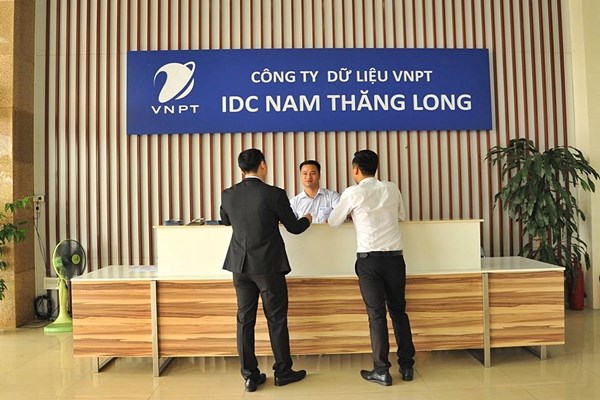 CÔNG TY DỮ LIỆU VNPT
VNPT
IDC NAM THĂNG LONG